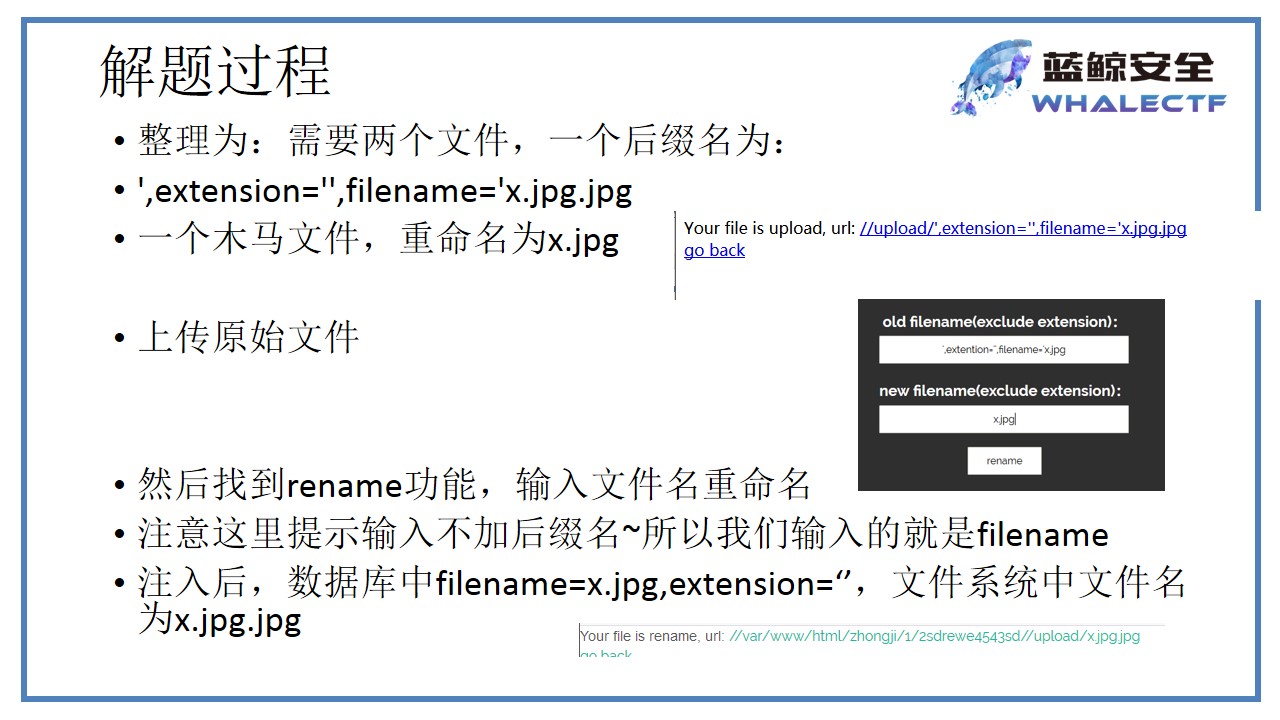 解题过程
蓝鲸安全
WHALECTF
• 整理为：需要两个文件，一个后缀名为：
• ',extension='',filename='x.jpg.jpg
• 一个木马文件，重命名为x.jpg
Your file is upload, url: //upload/',extension='',filename='x.jpg.jpg
go back
• 上传原始文件
old filename(exclude extension):
',extention='',filename='x.jpg
new filename(exclude extension):
x.jpg
rename
• 然后找到rename功能，输入文件名重命名
• 注意这里提示输入不加后缀名~所以我们输入的就是filename
• 注入后，数据库中filename=x.jpg,extension=‘’，文件系统中文件名
为x.jpg.jpg
Your file is rename, url: //var/www/html/zhongji/1/2sdrewe4543sd//upload/x.jpg.jpg
go back